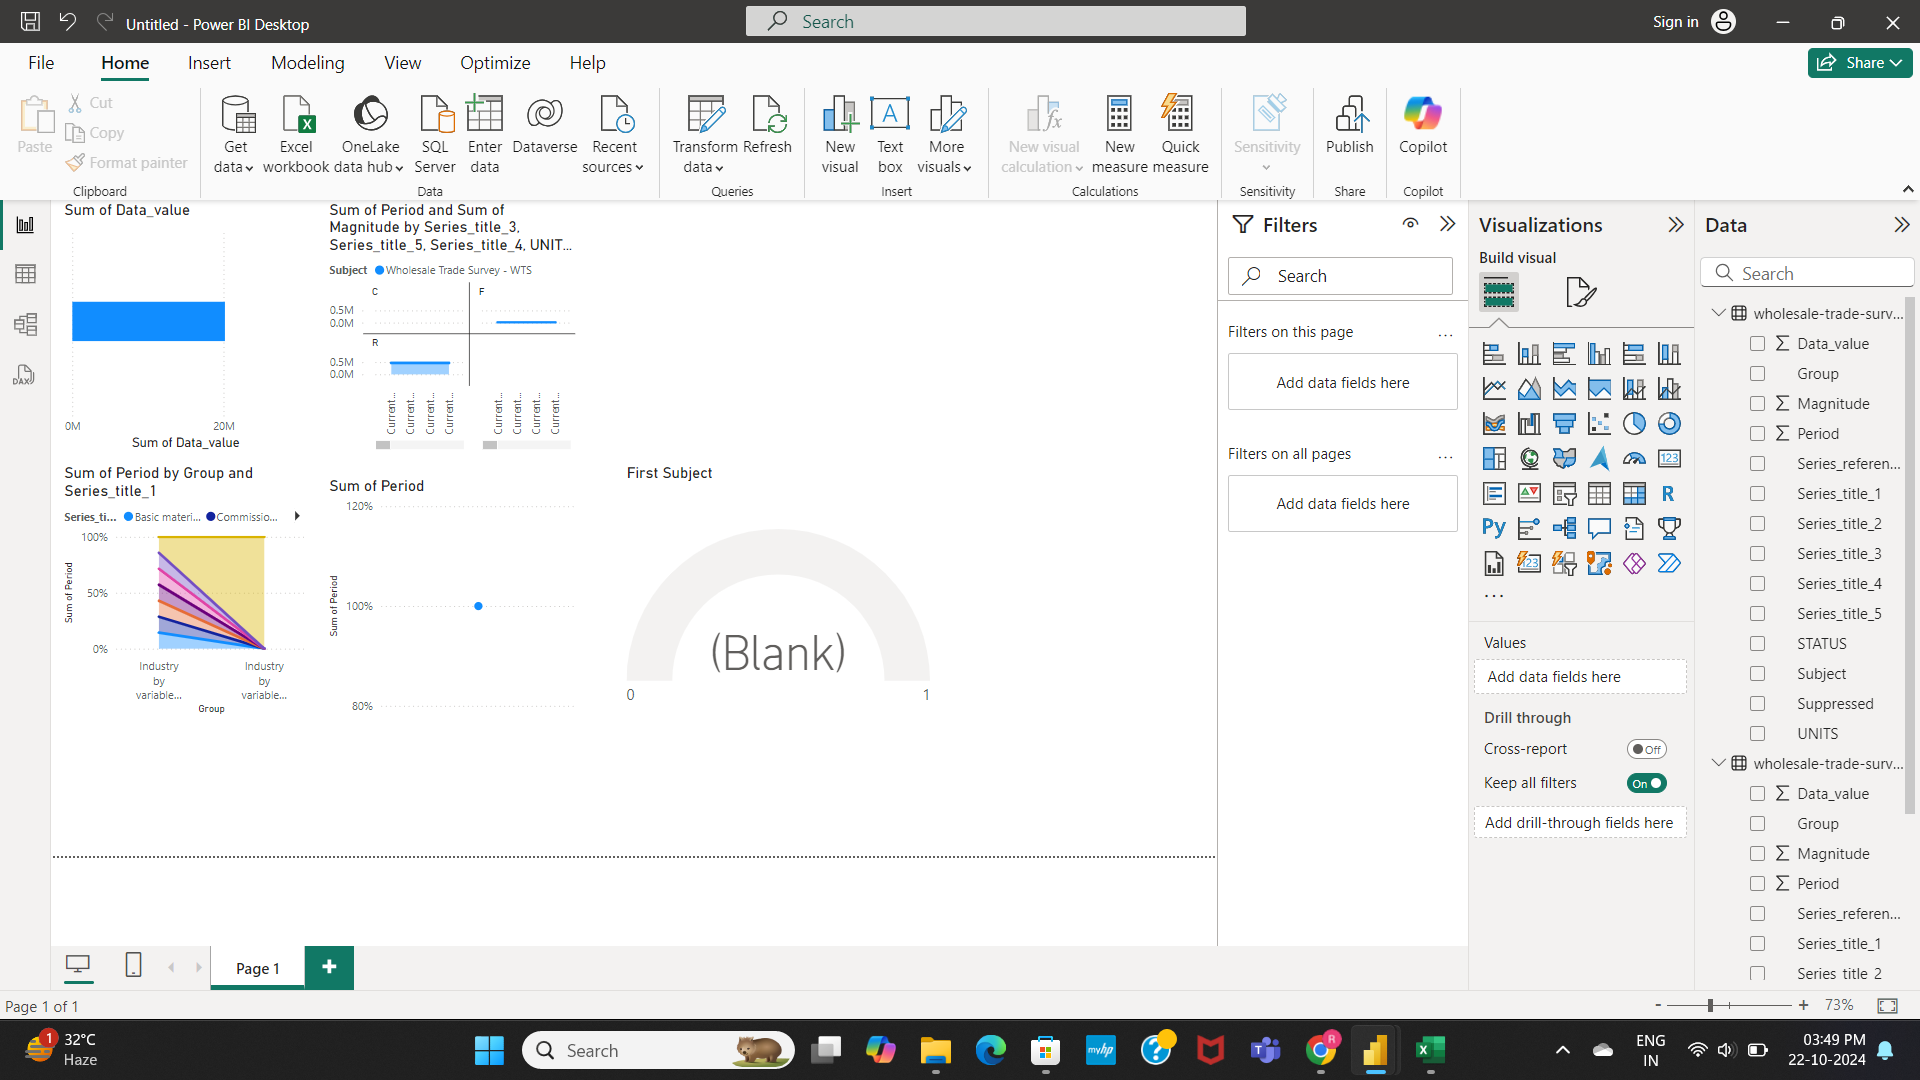 Untitled - Power BI Desktop
Search
Sign in
File
Home
Insert
Modeling
View
Optimize
Help
Share
Paste
Cut
Copy
Format painter
Clipboard
Get data
Excel workbook
OneLake data hub
SQL Server
Enter data
Dataverse
Recent sources
Data
Transform data
Refresh
Queries
New visual
Text box
More visuals
Insert
New visual calculation
New measure
Quick measure
Calculations
Sensitivity
Sensitivity
Publish
Share
Copilot
Copilot
Sum of Data_value
0M
20M
Sum of Data_value
Sum of Period and Sum of
Magnitude by Series_title_3,
Series_title_5, Series_title_4, UNIT...
Subject
Wholesale Trade Survey - WTS
C
F
0.5M
0.0M
R
0.5M
0.0M
Current...
Current...
Current...
Current...
Current...
Current...
Current...
Current...
Sum of Period by Group and
Series_title_1
Series_ti...
Basic materi...
Commissio...
100%
50%
0%
Sum of Period
Industry
by
variable...
Industry
by
variable...
Group
Sum of Period
120%
100%
80%
Sum of Period
First Subject
(Blank)
0
1
Filters
Search
Filters on this page
...
Add data fields here
Filters on all pages
...
Add data fields here
Visualizations
Build visual
123
R
Py
123
...
Values
Add data fields here
Drill through
Cross-report
Off
Keep all filters
On
Add drill-through fields here
Data
Search
wholesale-trade-surv...
Data_value
Group
Magnitude
Period
Series_referen...
Series_title_1
Series_title_2
Series_title_3
Series_title_4
Series_title_5
STATUS
Subject
Suppressed
UNITS
wholesale-trade-surv...
Data_value
Group
Magnitude
Period
Series_referen...
Series_title_1
Series title 2
DAX
Page 1
Page 1 of 1
73%
1
32°C
Haze
Search
myhp
R
ENG
IN
03:49 PM
22-10-2024